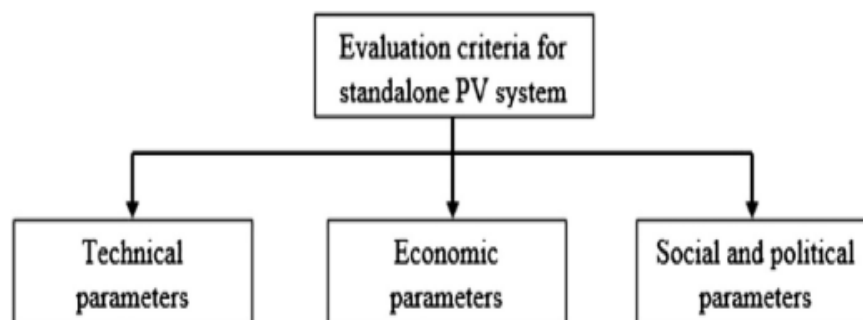 Evaluation criteria for
standalone PV system
Technical
parameters
Economic
parameters
Social and political
parameters